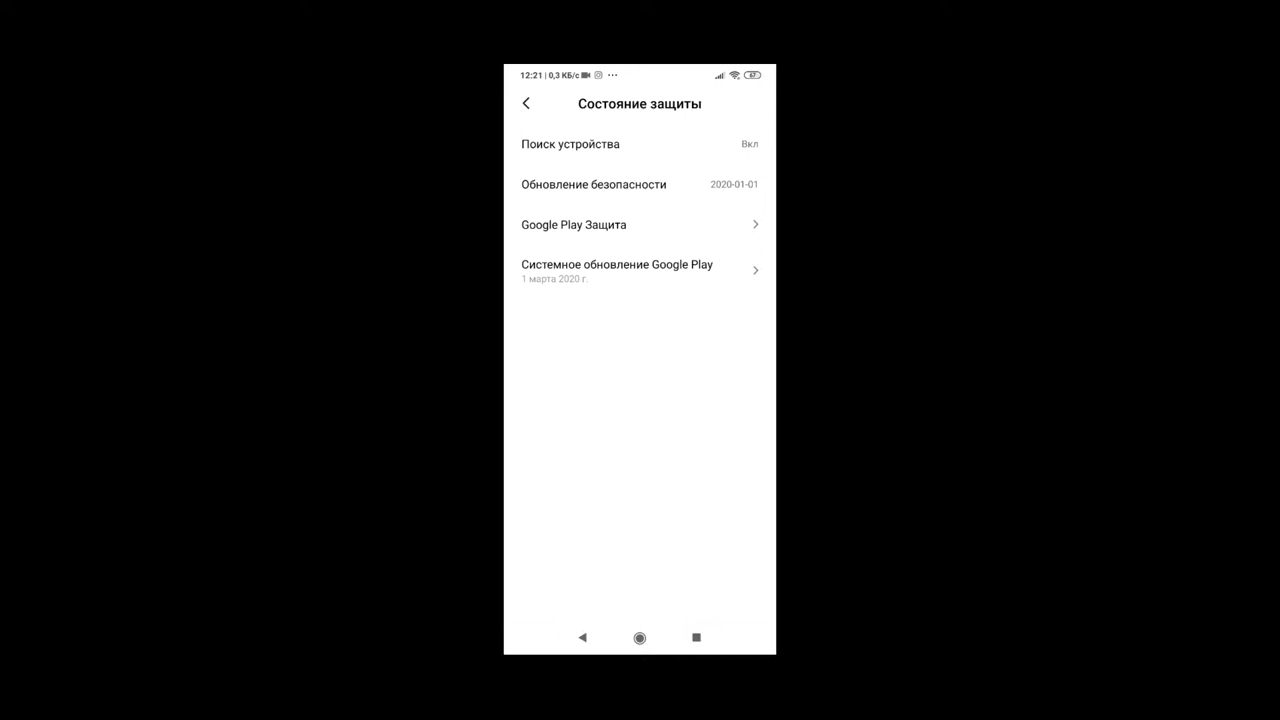 12:21 | 0,3 КБ/с ...
67
Состояние защиты
Поиск устройства Вкл
Обновление безопасности 2020-01-01
Google Play Защита
Системное обновление Google Play
1 марта 2020 г.